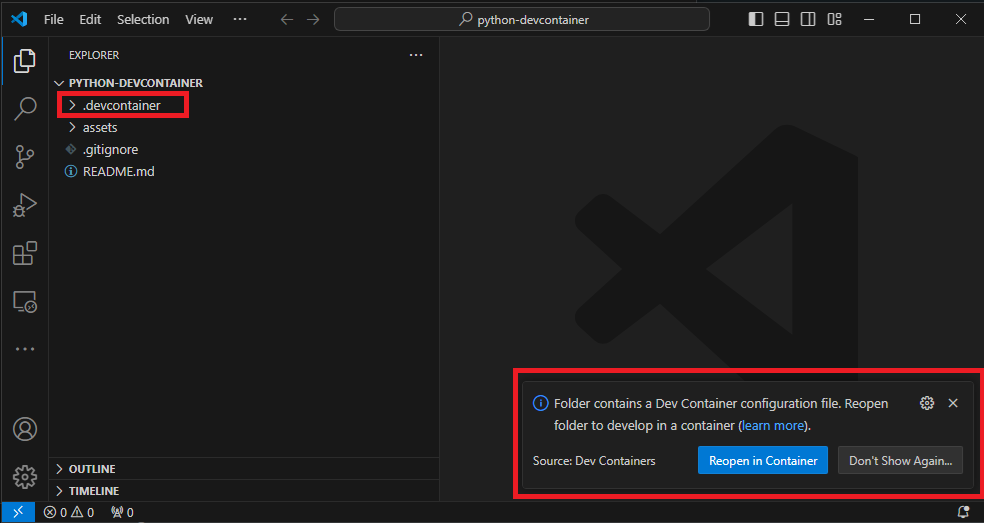 File Edit Selection View ··· python-devcontainer
EXPLORER ···
PYTHON-DEVCONTAINER
.devcontainer
assets
.gitignore
README.md
Folder contains a Dev Container configuration file. Reopen
folder to develop in a container (learn more).
Source: Dev Containers Reopen in Container Don't Show Again...
OUTLINE
TIMELINE
0 0 0